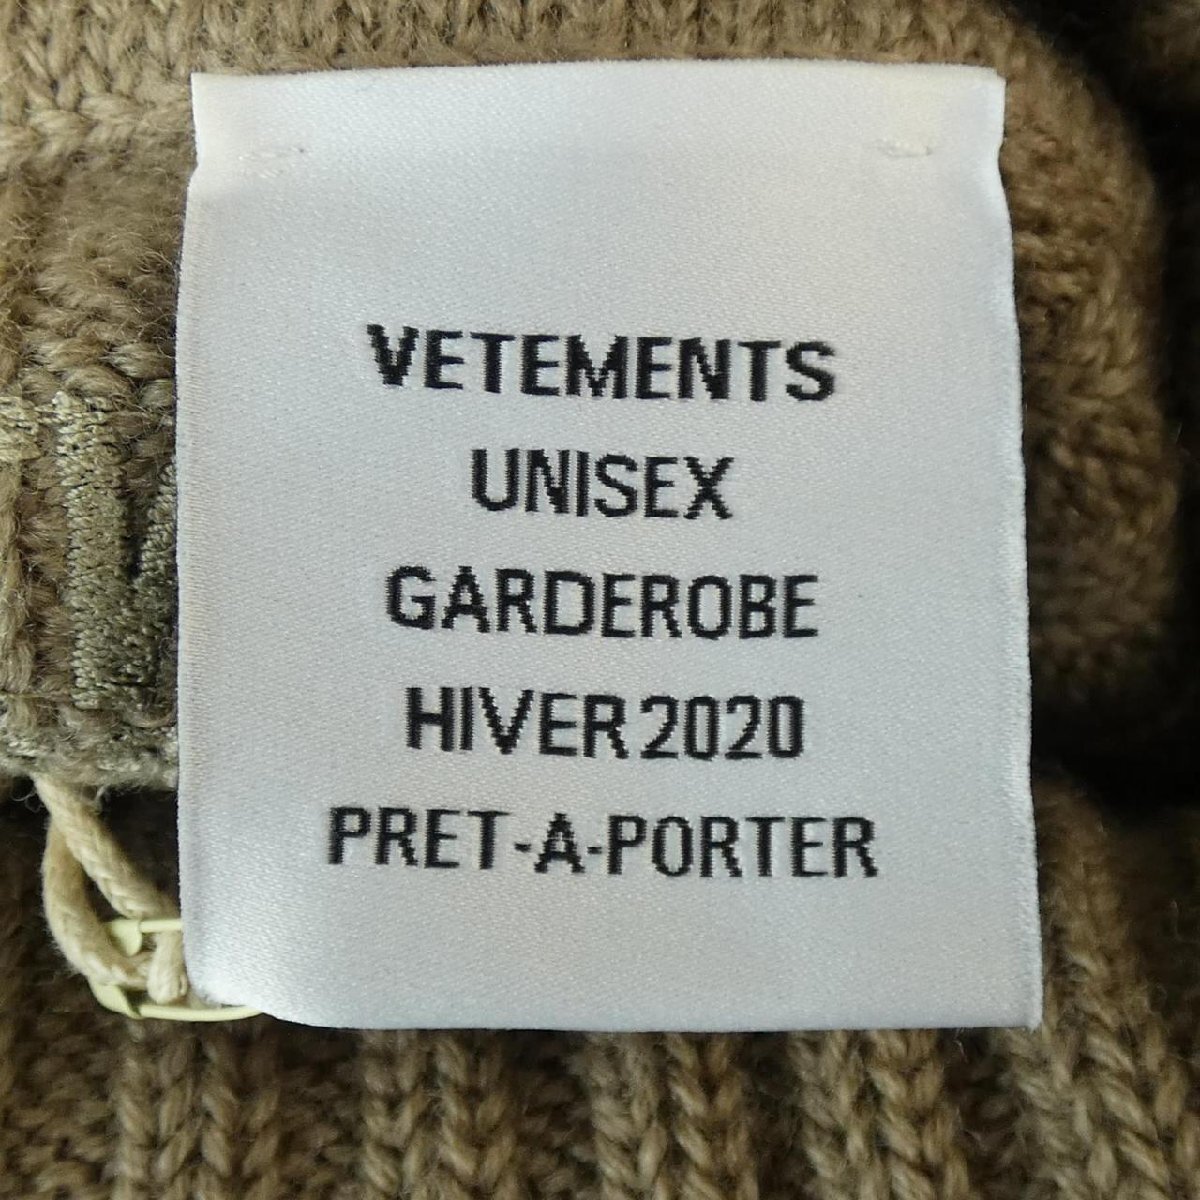 VETEMENTS
UNISEX
GARDEROBE
HIVER 2020
PRET-A-PORTER